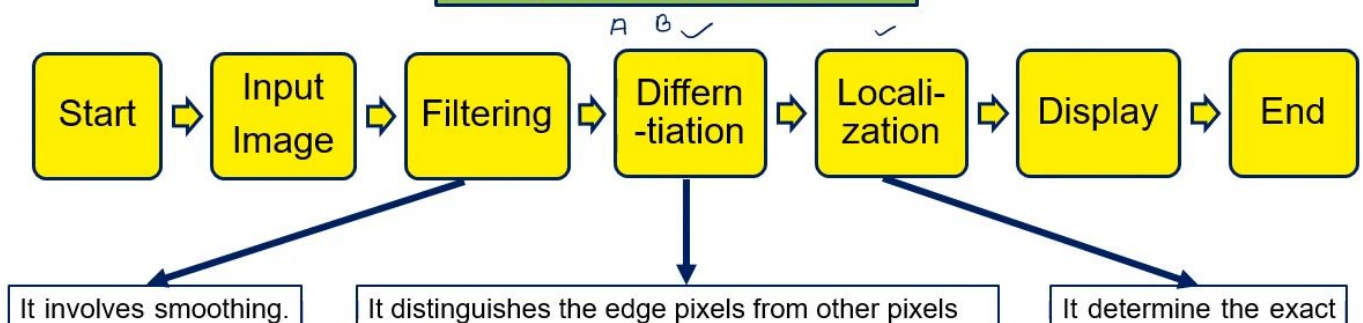 A B ✓ ✓
Start
Input
Image
Filtering
Differn
-tiation
Locali-
zation
Display
End
It involves smoothing.
It distinguishes the edge pixels from other pixels
It determine the exact